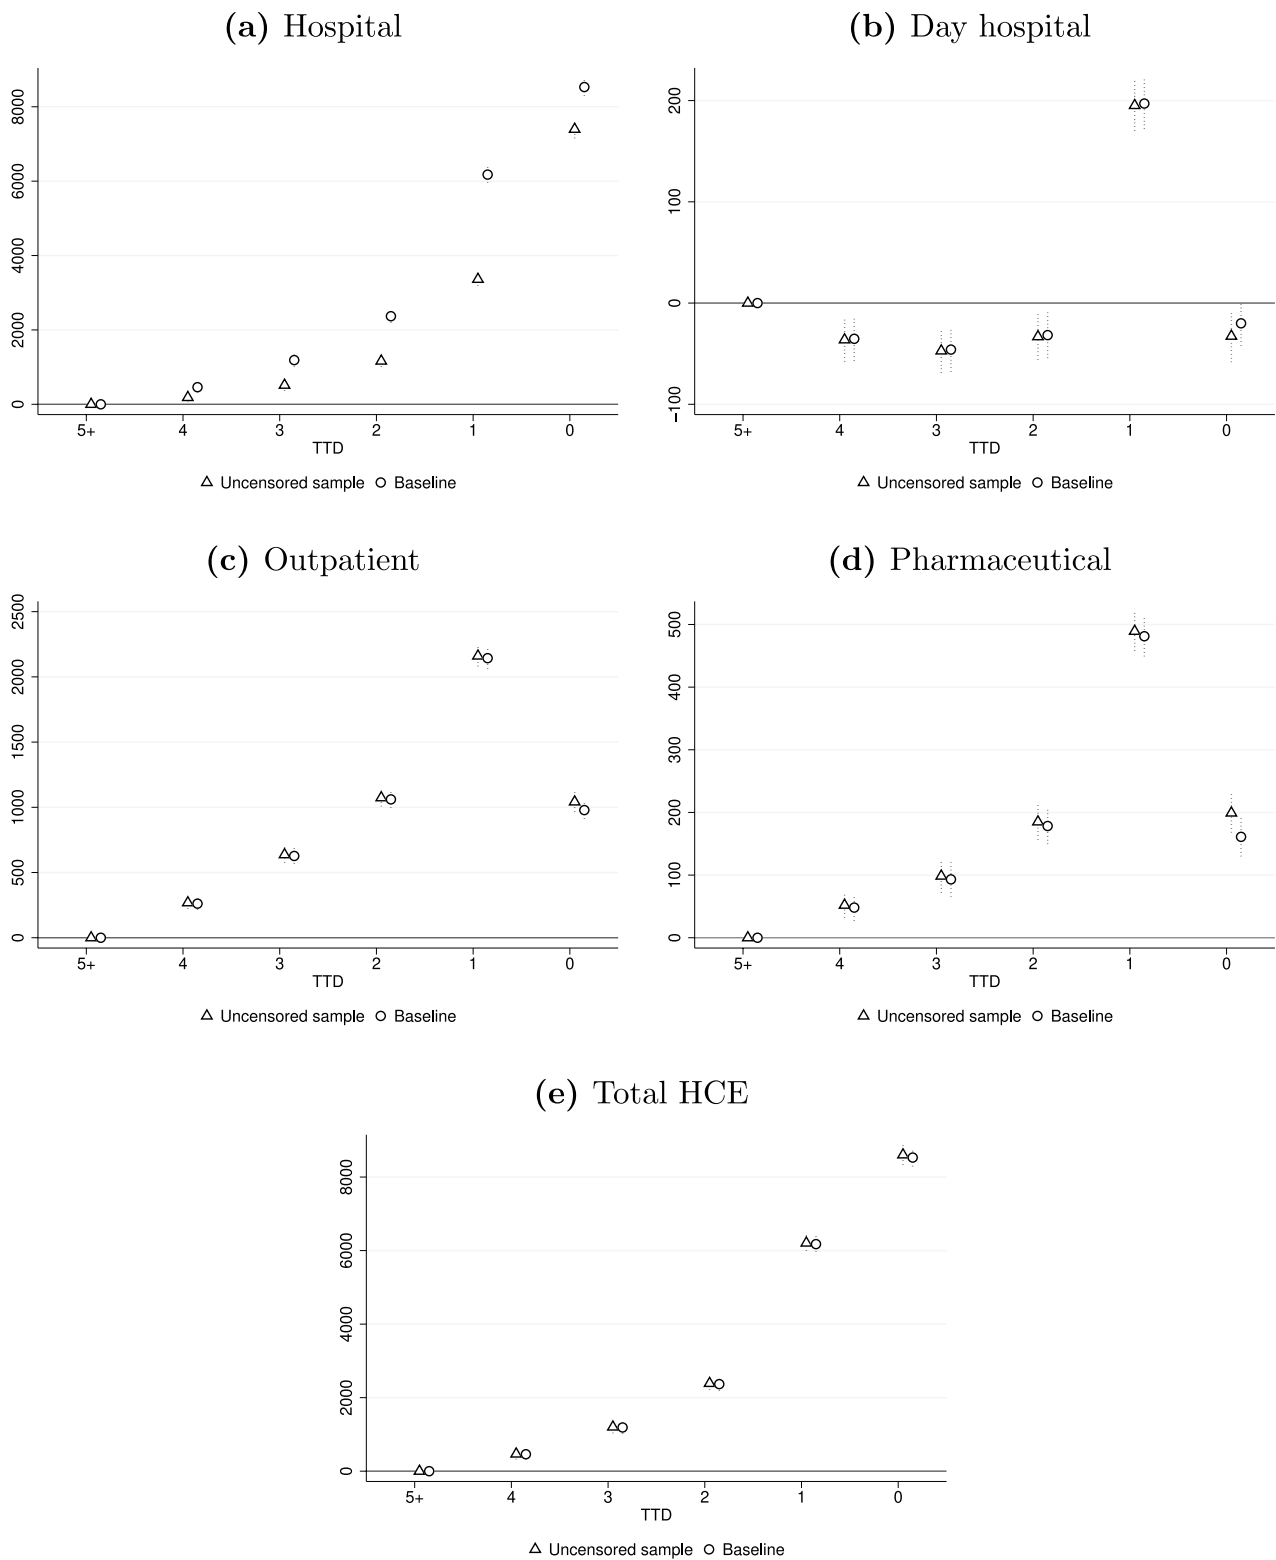 (a) Hospital
8000
6000
4000
2000
0
5+ 4 3 2 1 0
TTD
Uncensored sample Baseline
(b) Day hospital
200
100
0
−100
5+ 4 3 2 1 0
TTD
Uncensored sample Baseline
(c) Outpatient
2500
2000
1500
1000
500
0
5+ 4 3 2 1 0
TTD
Uncensored sample Baseline
(d) Pharmaceutical
500
400
300
200
100
0
5+ 4 3 2 1 0
TTD
Uncensored sample Baseline
(e) Total HCE
8000
6000
4000
2000
0
5+ 4 3 2 1 0
TTD
Uncensored sample Baseline